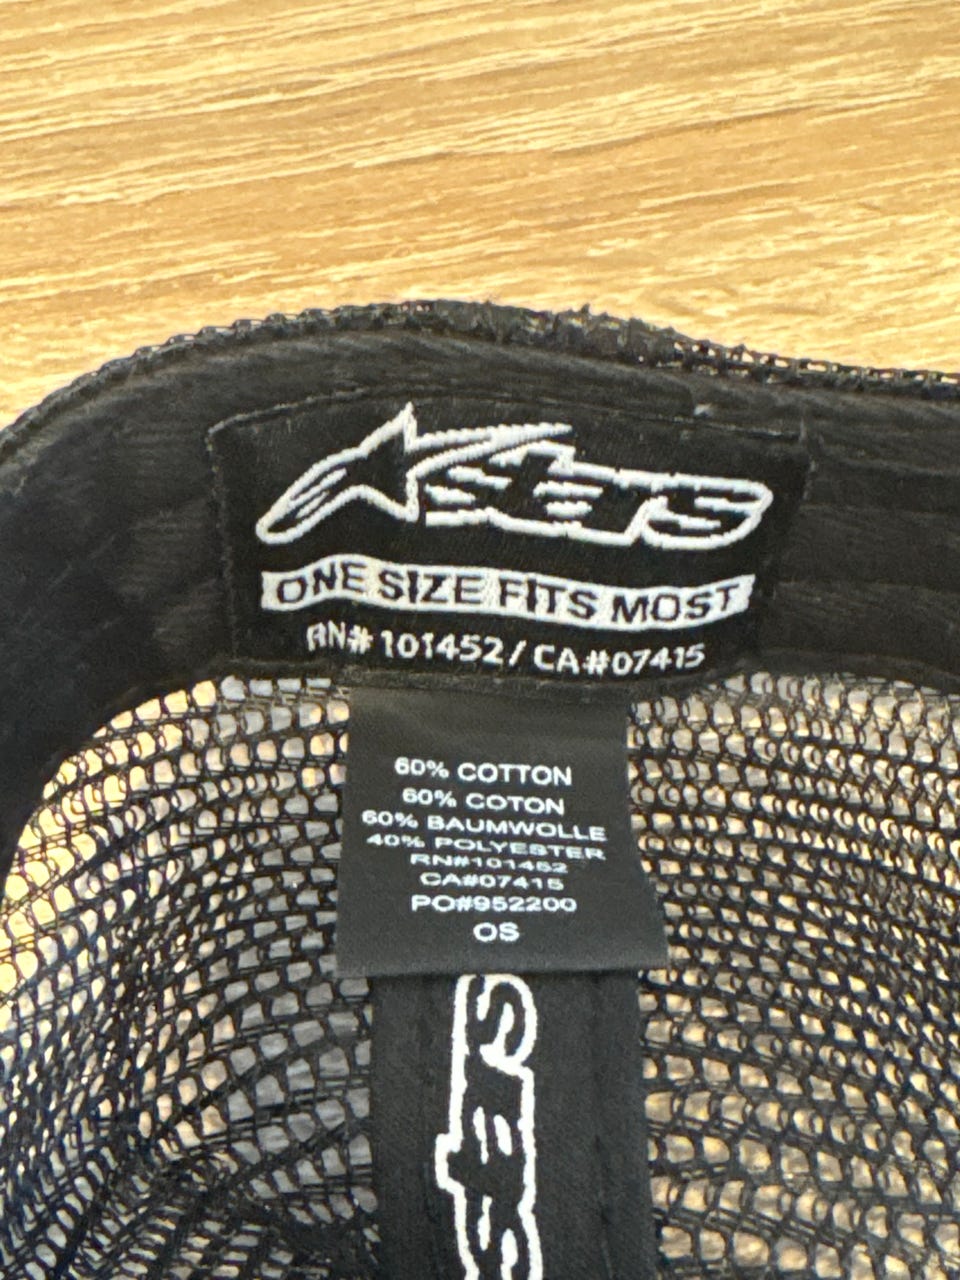 Astars
ONE SIZE FITS MOST
RN# 101452 / CA#07415
60% COTTON
60% COTON
60% BAUMWOLLE
40% POLYESTER
RN#101452
CA#07415
PO#952200
OS